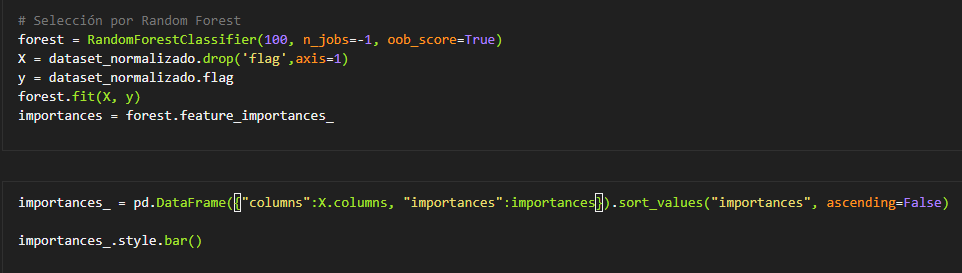 # Selección por Random Forest
forest = RandomForestClassifier(100, n_jobs=-1, oob_score=True)
X = dataset_normalizado.drop('flag',axis=1)
y = dataset_normalizado.flag
forest.fit(X, y)
importances = forest.feature_importances_
importances_ = pd.DataFrame({"columns":X.columns, "importances":importances}).sort_values("importances", ascending=False)
importances_.style.bar()